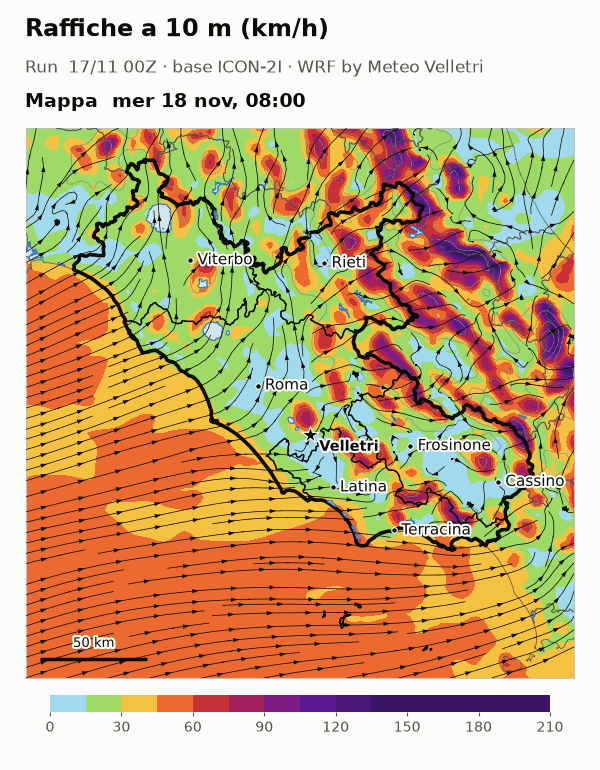 Raffiche a 10 m (km/h)
Run  17/11 00Z · base ICON-2I · WRF by Meteo Velletri
Mappa  mer 18 nov, 08:00
Viterbo
Rieti
Roma
Velletri
Frosinone
Latina
Cassino
Terracina
50 km
0 30 60 90 120 150 180 210